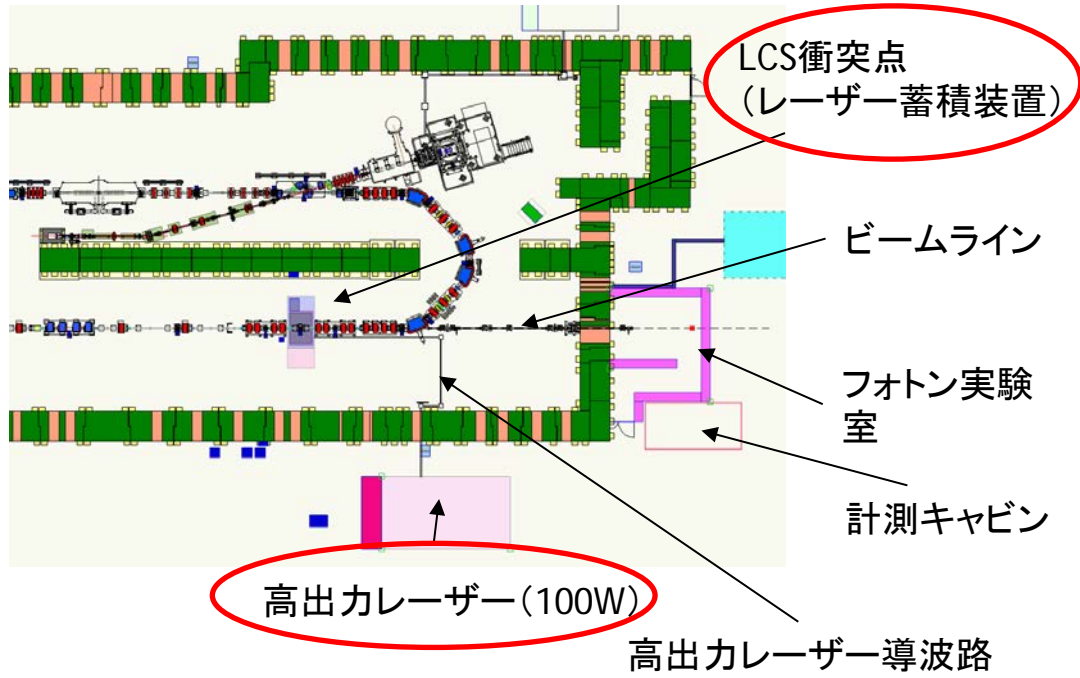 LCS衝突点
（レーザー蓄積装置）
ビームライン
フォトン実験
室
計測キャビン
高出力レーザー（100W）
高出力レーザー導波路